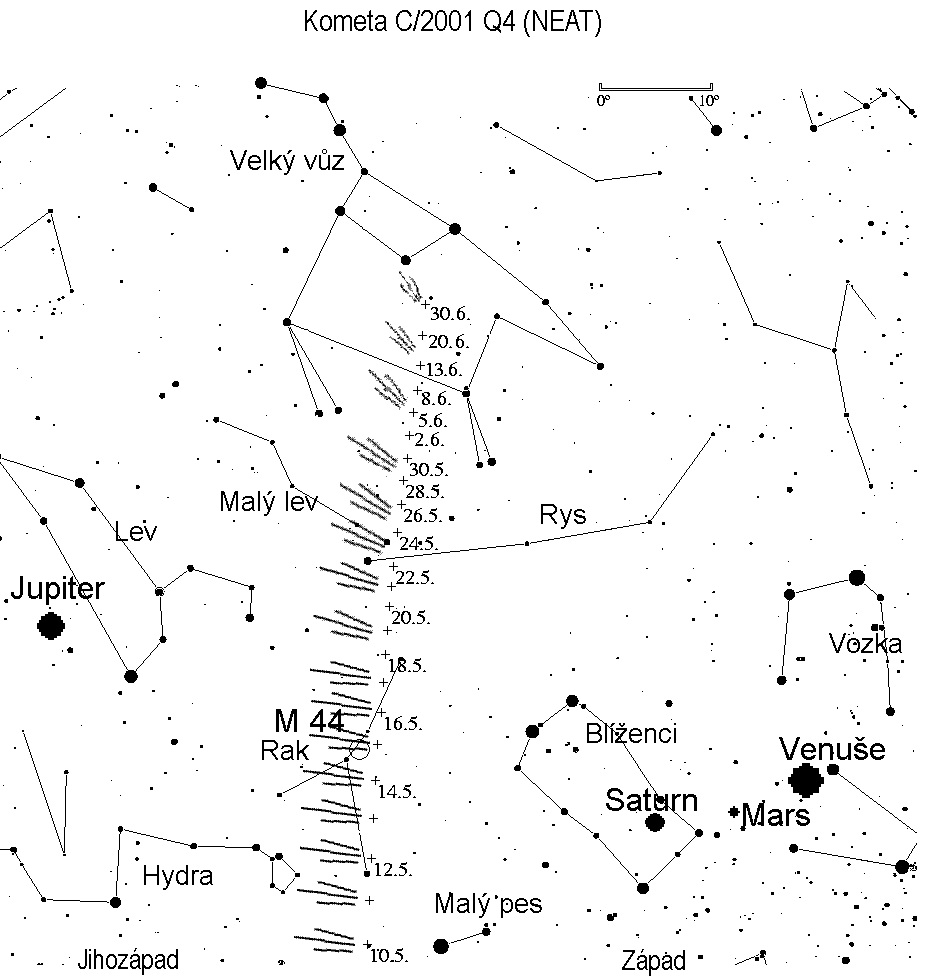 Kometa C/2001 Q4 (NEAT)
0° 10°
Velký vůz
30.6.
20.6.
13.6.
8.6.
5.6.
2.6.
30.5.
28.5.
Malý lev
26.5.
Rys
Lev
24.5.
22.5.
Jupiter
20.5.
Vozka
18.5.
M 44
16.5.
Blíženci
Rak
Venuše
14.5.
Saturn
Mars
12.5.
Hydra
Malý pes
10.5.
Jihozápad
Západ